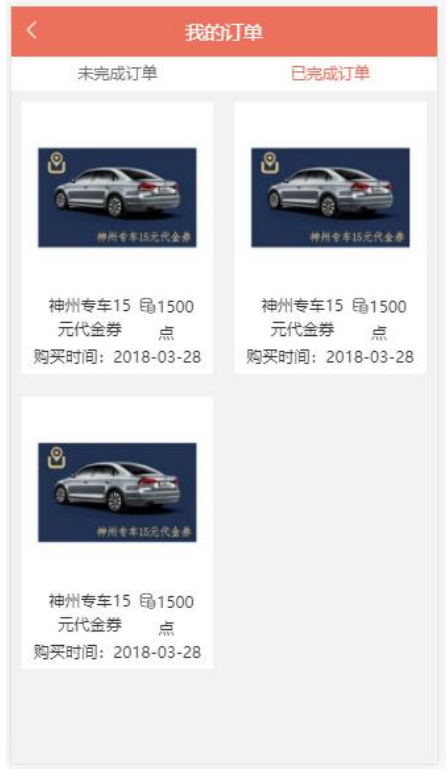 我的订单
未完成订单 已完成订单
神州专车15元代金券 神州专车15元代金券
神州专车15 1500 神州专车15 1500
元代金券 点 元代金券 点
购买时间：2018-03-28 购买时间：2018-03-28
神州专车15元代金券
神州专车15 1500
元代金券 点
购买时间：2018-03-28